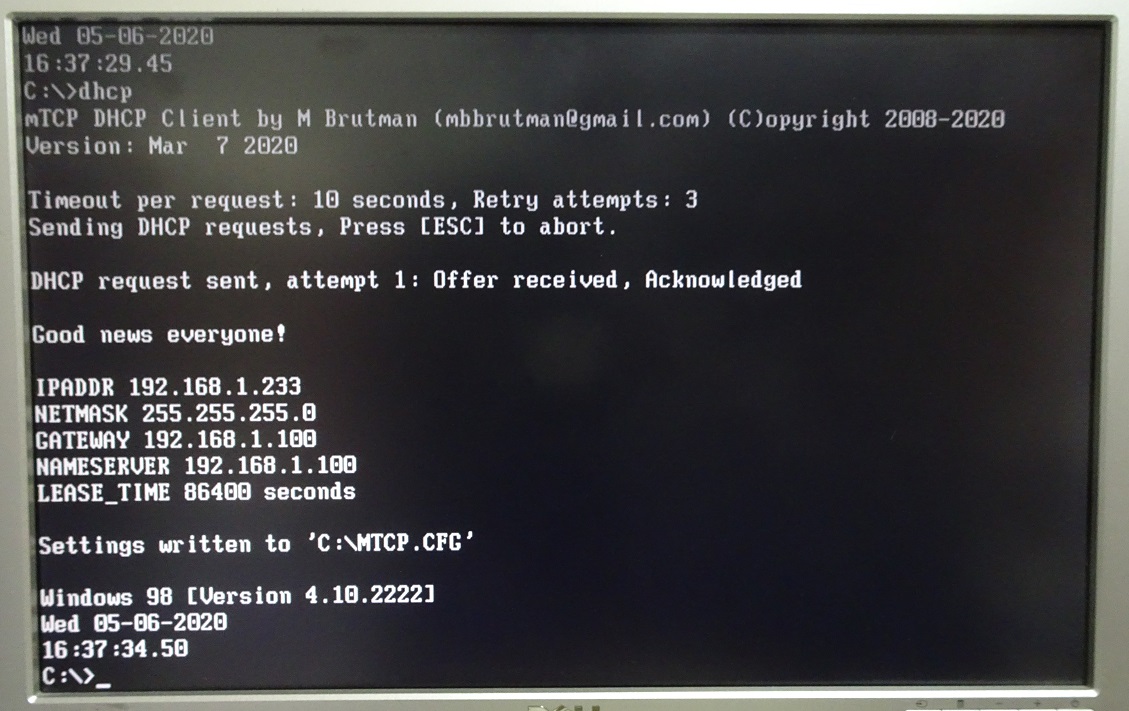 Wed 05-06-2020
16:37:29.45
C:\>dhcp
mTCP DHCP Client by M Brutman (mbbrutman@gmail.com) (C)opyright 2008-2020
Version: Mar  7 2020
Timeout per request: 10 seconds, Retry attempts: 3
Sending DHCP requests, Press [ESC] to abort.
DHCP request sent, attempt 1: Offer received, Acknowledged
Good news everyone!
IPADDR 192.168.1.233
NETMASK 255.255.255.0
GATEWAY 192.168.1.100
NAMESERVER 192.168.1.100
LEASE_TIME 86400 seconds
Settings written to 'C:\MTCP.CFG'
Windows 98 [Version 4.10.2222]
Wed 05-06-2020
16:37:34.50
C:\>_